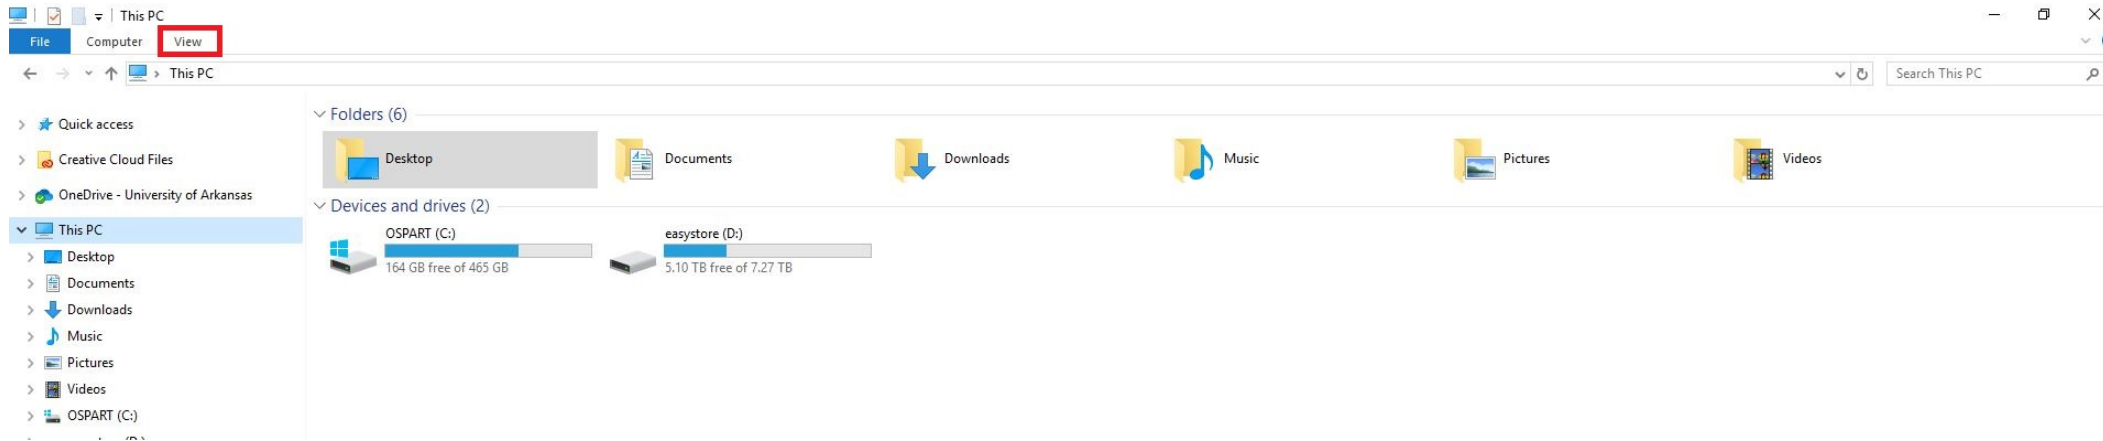 This PC
File Computer View
This PC
Search This PC
Quick access
Creative Cloud Files
OneDrive - University of Arkansas
This PC
Desktop
Documents
Downloads
Music
Pictures
Videos
OSPART (C:)
Folders (6)
Desktop
Documents
Downloads
Music
Pictures
Videos
Devices and drives (2)
OSPART (C:)
164 GB free of 465 GB
easystore (D:)
5.10 TB free of 7.27 TB